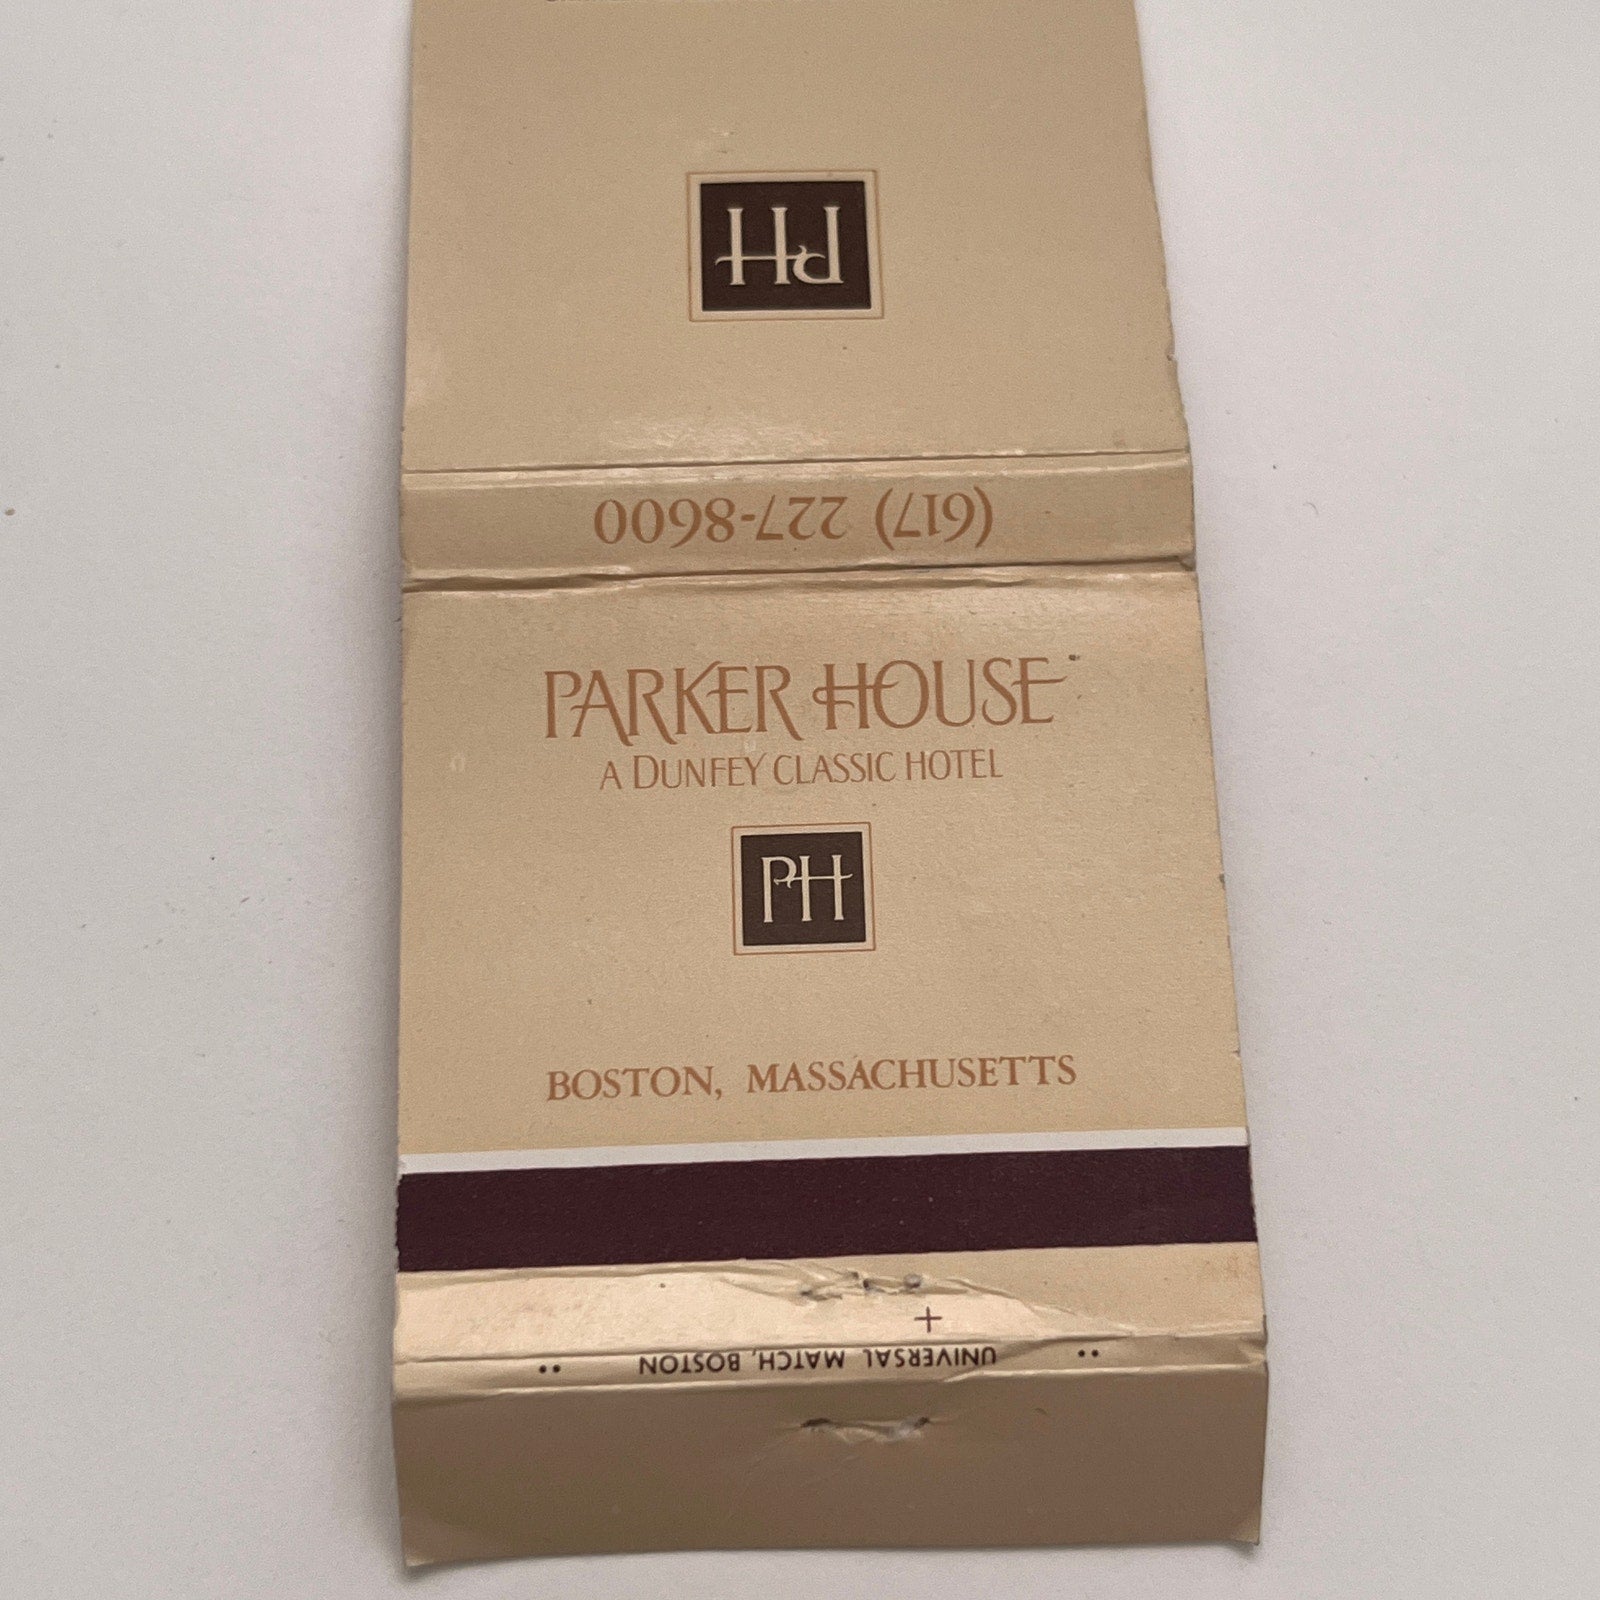 PH
(617) 227-8600
PARKER HOUSE
A DUNFEY CLASSIC HOTEL
PH
BOSTON, MASSACHUSETTS
UNIVERSAL MATCH, BOSTON